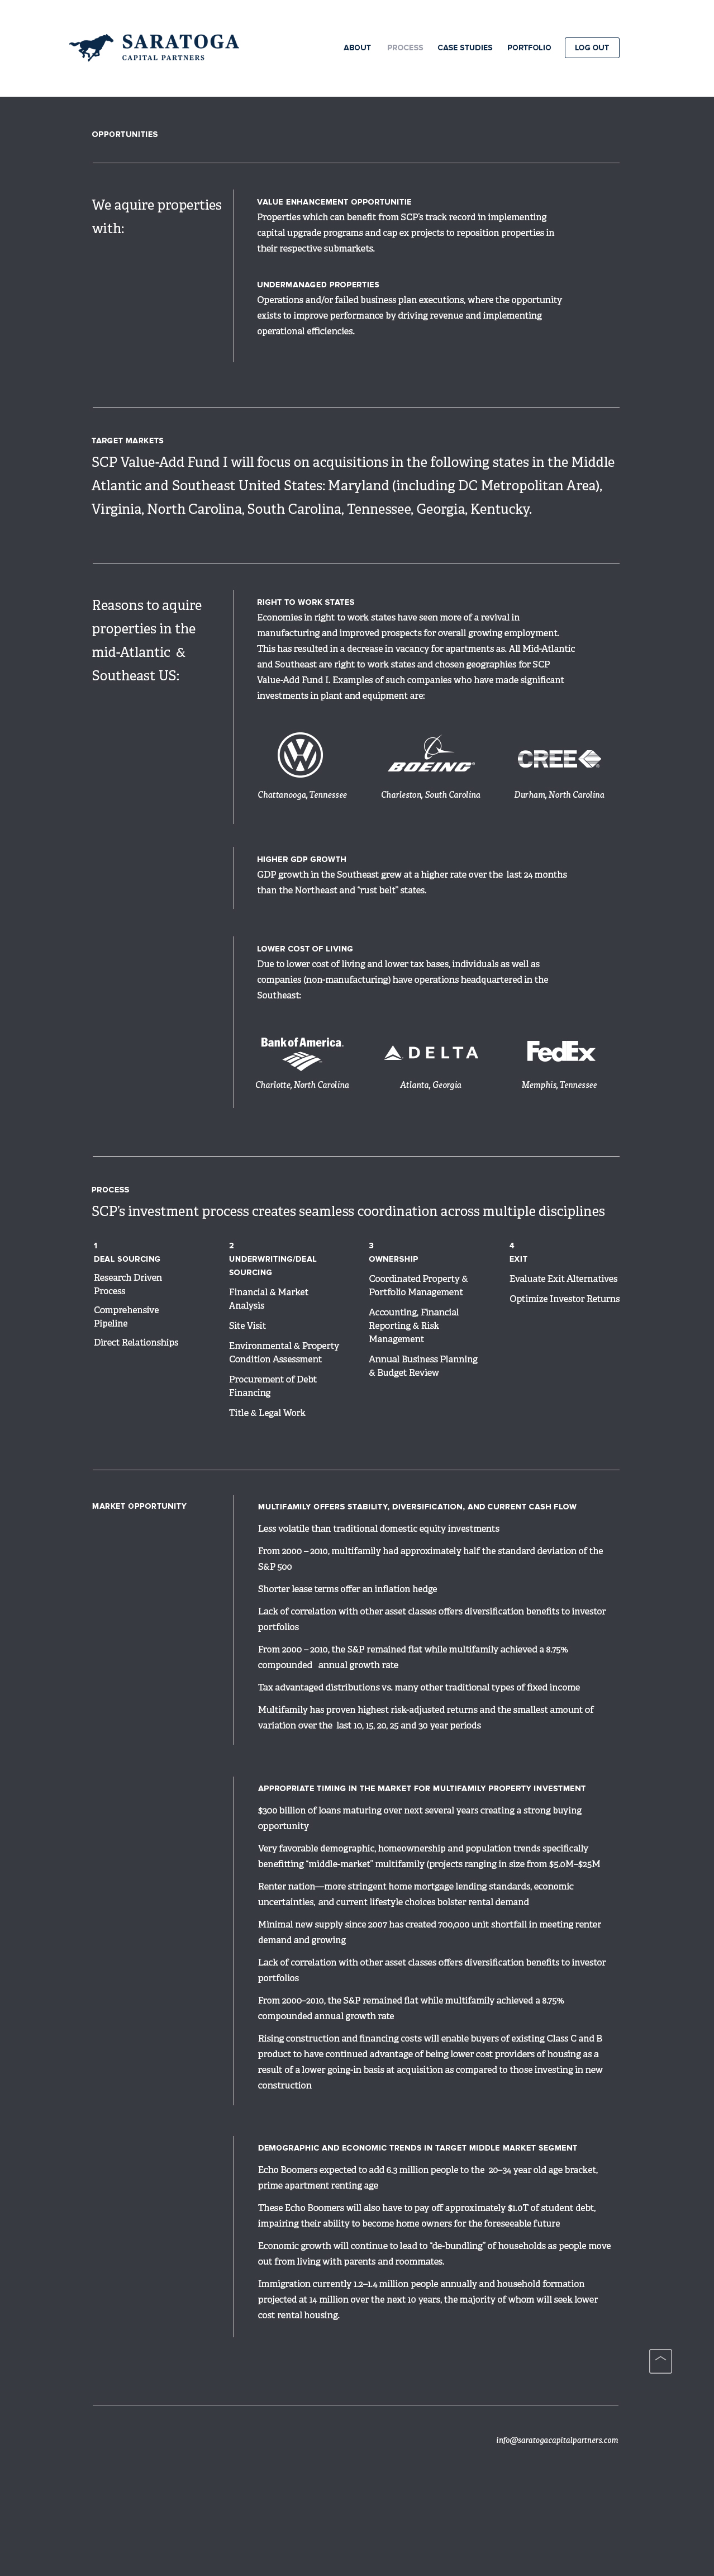 SARATOGA
CAPITAL PARTNERS
ABOUT
PROCESS
CASE STUDIES
PORTFOLIO
LOG OUT
OPPORTUNITIES
We aquire properties
with:
VALUE ENHANCEMENT OPPORTUNITIE
Properties which can benefit from SCP's track record in implementing
capital upgrade programs and cap ex projects to reposition properties in
their respective submarkets.
UNDERMANAGED PROPERTIES
Operations and/or failed business plan executions, where the opportunity
exists to improve performance by driving revenue and implementing
operational efficiencies.
TARGET MARKETS
SCP Value-Add Fund I will focus on acquisitions in the following states in the Middle
Atlantic and Southeast United States: Maryland (including DC Metropolitan Area),
Virginia, North Carolina, South Carolina, Tennessee, Georgia, Kentucky.
Reasons to aquire
properties in the
mid-Atlantic &
Southeast US:
RIGHT TO WORK STATES
Economies in right to work states have seen more of a revival in
manufacturing and improved prospects for overall growing employment.
This has resulted in a decrease in vacancy for apartments as. All Mid-Atlantic
and Southeast are right to work states and chosen geographies for SCP
Value-Add Fund I. Examples of such companies who have made significant
investments in plant and equipment are:
VW
BOEING®
CREE
Chattanooga, Tennessee
Charleston, South Carolina
Durham, North Carolina
HIGHER GDP GROWTH
GDP growth in the Southeast grew at a higher rate over the last 24 months
than the Northeast and "rust belt" states.
LOWER COST OF LIVING
Due to lower cost of living and lower tax bases, individuals as well as
companies (non-manufacturing) have operations headquartered in the
Southeast:
Bank of America.
DELTA
FedEx
Charlotte, North Carolina
Atlanta, Georgia
Memphis, Tennessee
PROCESS
SCP's investment process creates seamless coordination across multiple disciplines
1
DEAL SOURCING
Research Driven
Process
Comprehensive
Pipeline
Direct Relationships
2
UNDERWRITING/DEAL
SOURCING
Financial & Market
Analysis
Site Visit
Environmental & Property
Condition Assessment
Procurement of Debt
Financing
Title & Legal Work
3
OWNERSHIP
Coordinated Property &
Portfolio Management
Accounting, Financial
Reporting & Risk
Management
Annual Business Planning
& Budget Review
4
EXIT
Evaluate Exit Alternatives
Optimize Investor Returns
MARKET OPPORTUNITY
MULTIFAMILY OFFERS STABILITY, DIVERSIFICATION, AND CURRENT CASH FLOW
Less volatile than traditional domestic equity investments
From 2000 – 2010, multifamily had approximately half the standard deviation of the
S&P 500
Shorter lease terms offer an inflation hedge
Lack of correlation with other asset classes offers diversification benefits to investor
portfolios
From 2000 – 2010, the S&P remained flat while multifamily achieved a 8.75%
compounded annual growth rate
Tax advantaged distributions vs. many other traditional types of fixed income
Multifamily has proven highest risk-adjusted returns and the smallest amount of
variation over the last 10, 15, 20, 25 and 30 year periods
APPROPRIATE TIMING IN THE MARKET FOR MULTIFAMILY PROPERTY INVESTMENT
$300 billion of loans maturing over next several years creating a strong buying
opportunity
Very favorable demographic, homeownership and population trends specifically
benefitting "middle-market" multifamily (projects ranging in size from $5.0M–$25M
Renter nation—more stringent home mortgage lending standards, economic
uncertainties, and current lifestyle choices bolster rental demand
Minimal new supply since 2007 has created 700,000 unit shortfall in meeting renter
demand and growing
Lack of correlation with other asset classes offers diversification benefits to investor
portfolios
From 2000–2010, the S&P remained flat while multifamily achieved a 8.75%
compounded annual growth rate
Rising construction and financing costs will enable buyers of existing Class C and B
product to have continued advantage of being lower cost providers of housing as a
result of a lower going-in basis at acquisition as compared to those investing in new
construction
DEMOGRAPHIC AND ECONOMIC TRENDS IN TARGET MIDDLE MARKET SEGMENT
Echo Boomers expected to add 6.3 million people to the 20–34 year old age bracket,
prime apartment renting age
These Echo Boomers will also have to pay off approximately $1.0T of student debt,
impairing their ability to become home owners for the foreseeable future
Economic growth will continue to lead to "de-bundling" of households as people move
out from living with parents and roommates.
Immigration currently 1.2–1.4 million people annually and household formation
projected at 14 million over the next 10 years, the majority of whom will seek lower
cost rental housing.
info@saratogacapitalpartners.com